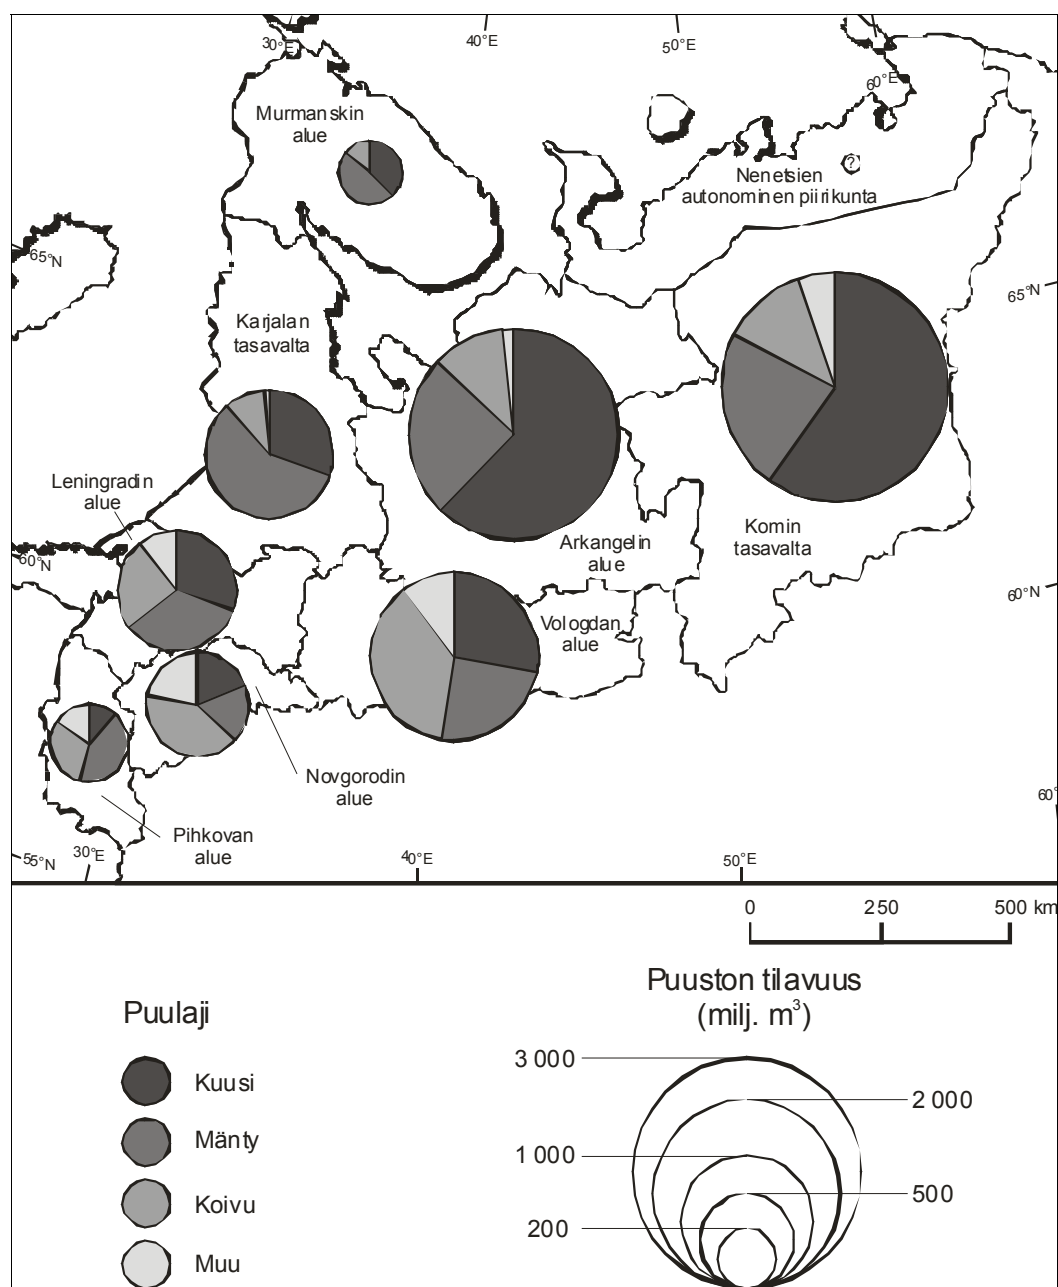 30°E
40°E
50°E
60°E
Murmanskin
alue
?
Nenetsien
autonominen piirikunta
65°N
65°N
Karjalan
tasavalta
Leningradin
alue
60°N
Arkangelin
alue
Komin
tasavalta
60°N
Vologdan
alue
Novgorodin
alue
Pihkovan
alue
60°
55°N
30°E
40°E
50°E
0 250 500 km
Puuston tilavuus
(milj. m³)
Puulaji
3 000
2 000
1 000
500
200
Kuusi
Mänty
Koivu
Muu